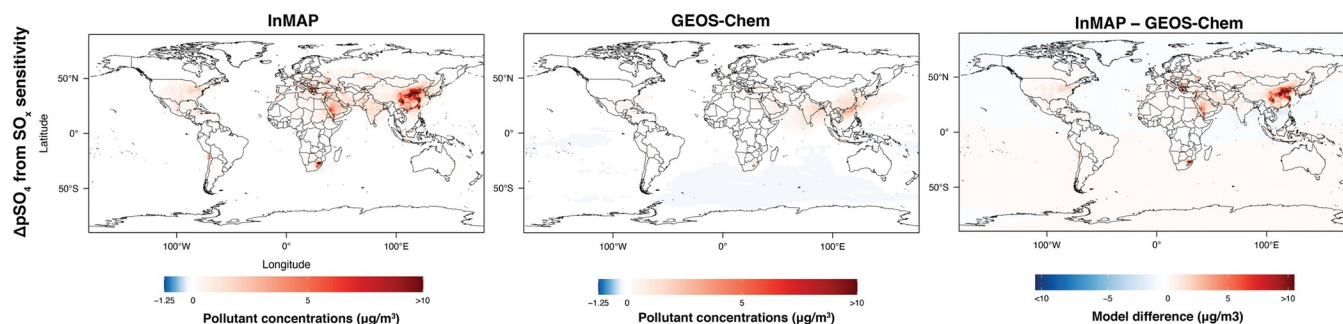 InMAP
GEOS-Chem
InMAP – GEOS-Chem
ΔpSO₄ from SOₓ sensitivity
Latitude
50°N
0°
50°S
100°W
0°
100°E
Longitude
50°N
0°
50°S
100°W
0°
100°E
50°N
0°
50°S
100°W
0°
100°E
−1.25
0
5
>10
Pollutant concentrations (µg/m³)
−1.25
0
5
>10
Pollutant concentrations (µg/m³)
<10
−5
0
5
>10
Model difference (µg/m3)